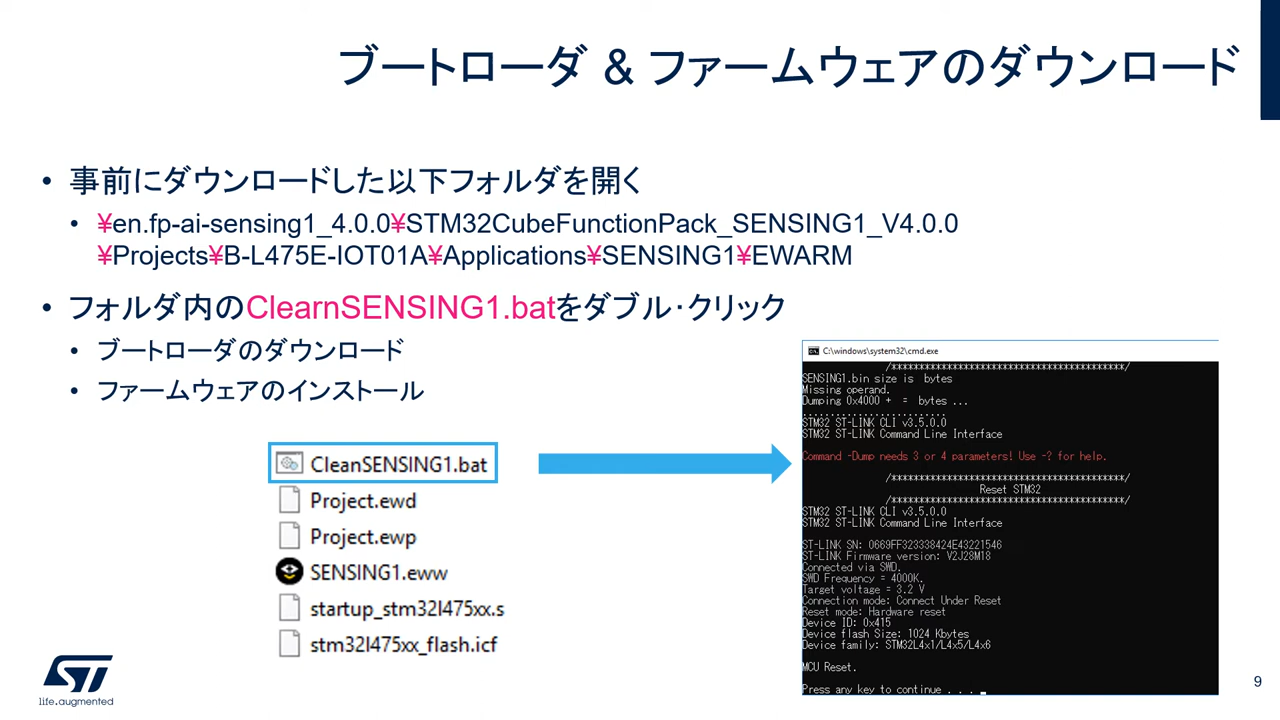 ブートローダ & ファームウェアのダウンロード
• 事前にダウンロードした以下フォルダを開く
• ¥en.fp-ai-sensing1_4.0.0¥STM32CubeFunctionPack_SENSING1_V4.0.0
¥Projects¥B-L475E-IOT01A¥Applications¥SENSING1¥EWARM
• フォルダ内のClearnSENSING1.batをダブル･クリック
• ブートローダのダウンロード
• ファームウェアのインストール
CleanSENSING1.bat
Project.ewd
Project.ewp
SENSING1.eww
startup_stm32l475xx.s
stm32l475xx_flash.icf
C:\windows\system32\cmd.exe
/******************************************/
SENSING1.bin size is  bytes
Missing operand.
Dumping 0x4000 +  =  bytes ...
..........................
STM32 ST-LINK CLI v3.5.0.0
STM32 ST-LINK Command Line Interface
Command -Dump needs 3 or 4 parameters! Use -? for help.
/******************************************/
Reset STM32
/******************************************/
STM32 ST-LINK CLI v3.5.0.0
STM32 ST-LINK Command Line Interface
ST-LINK SN: 0669FF323338424E43221546
ST-LINK Firmware version: V2J28M18
Connected via SWD.
SWD Frequency = 4000K.
Target voltage = 3.2 V
Connection mode: Connect Under Reset
Reset mode: Hardware reset
Device ID: 0x415
Device flash Size: 1024 Kbytes
Device family: STM32L4x1/L4x5/L4x6
MCU Reset.
Press any key to continue . . . _
ST
life.augmented
9